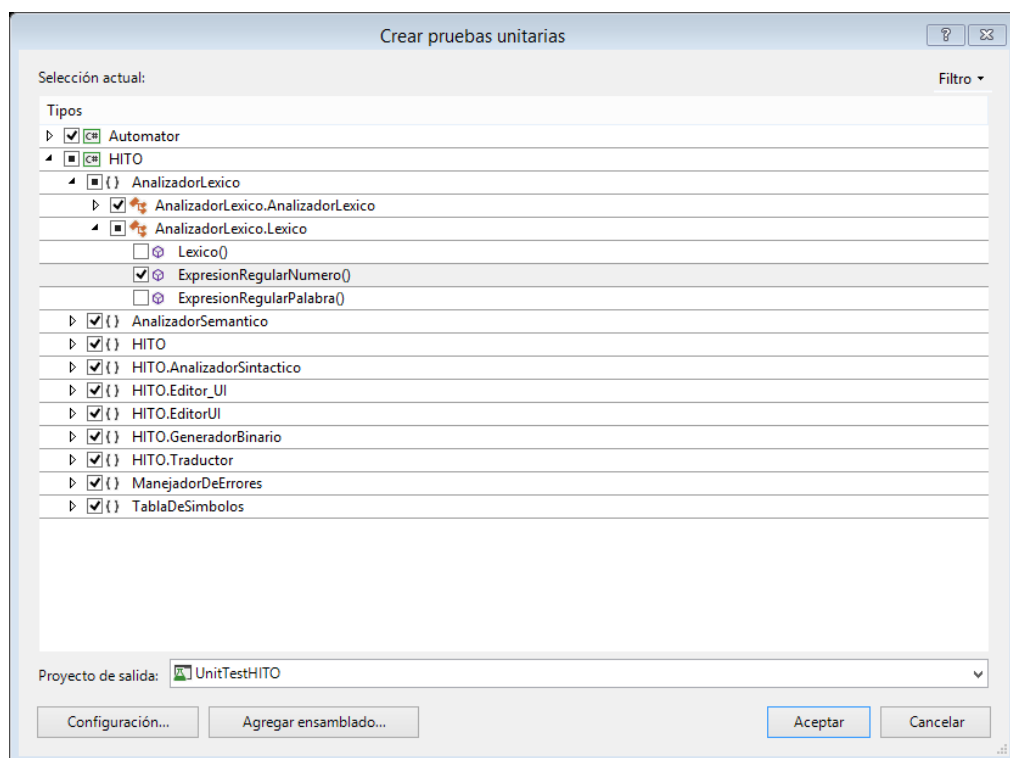 Crear pruebas unitarias
?
Selección actual:
Filtro
Tipos
C# Automator
C# HITO
{ } AnalizadorLexico
AnalizadorLexico.AnalizadorLexico
AnalizadorLexico.Lexico
Lexico()
ExpresionRegularNumero()
ExpresionRegularPalabra()
{ } AnalizadorSemantico
{ } HITO
{ } HITO.AnalizadorSintactico
{ } HITO.Editor_UI
{ } HITO.EditorUI
{ } HITO.GeneradorBinario
{ } HITO.Traductor
{ } ManejadorDeErrores
{ } TablaDeSimbolos
Proyecto de salida: UnitTestHITO
Configuración... Agregar ensamblado... Aceptar Cancelar